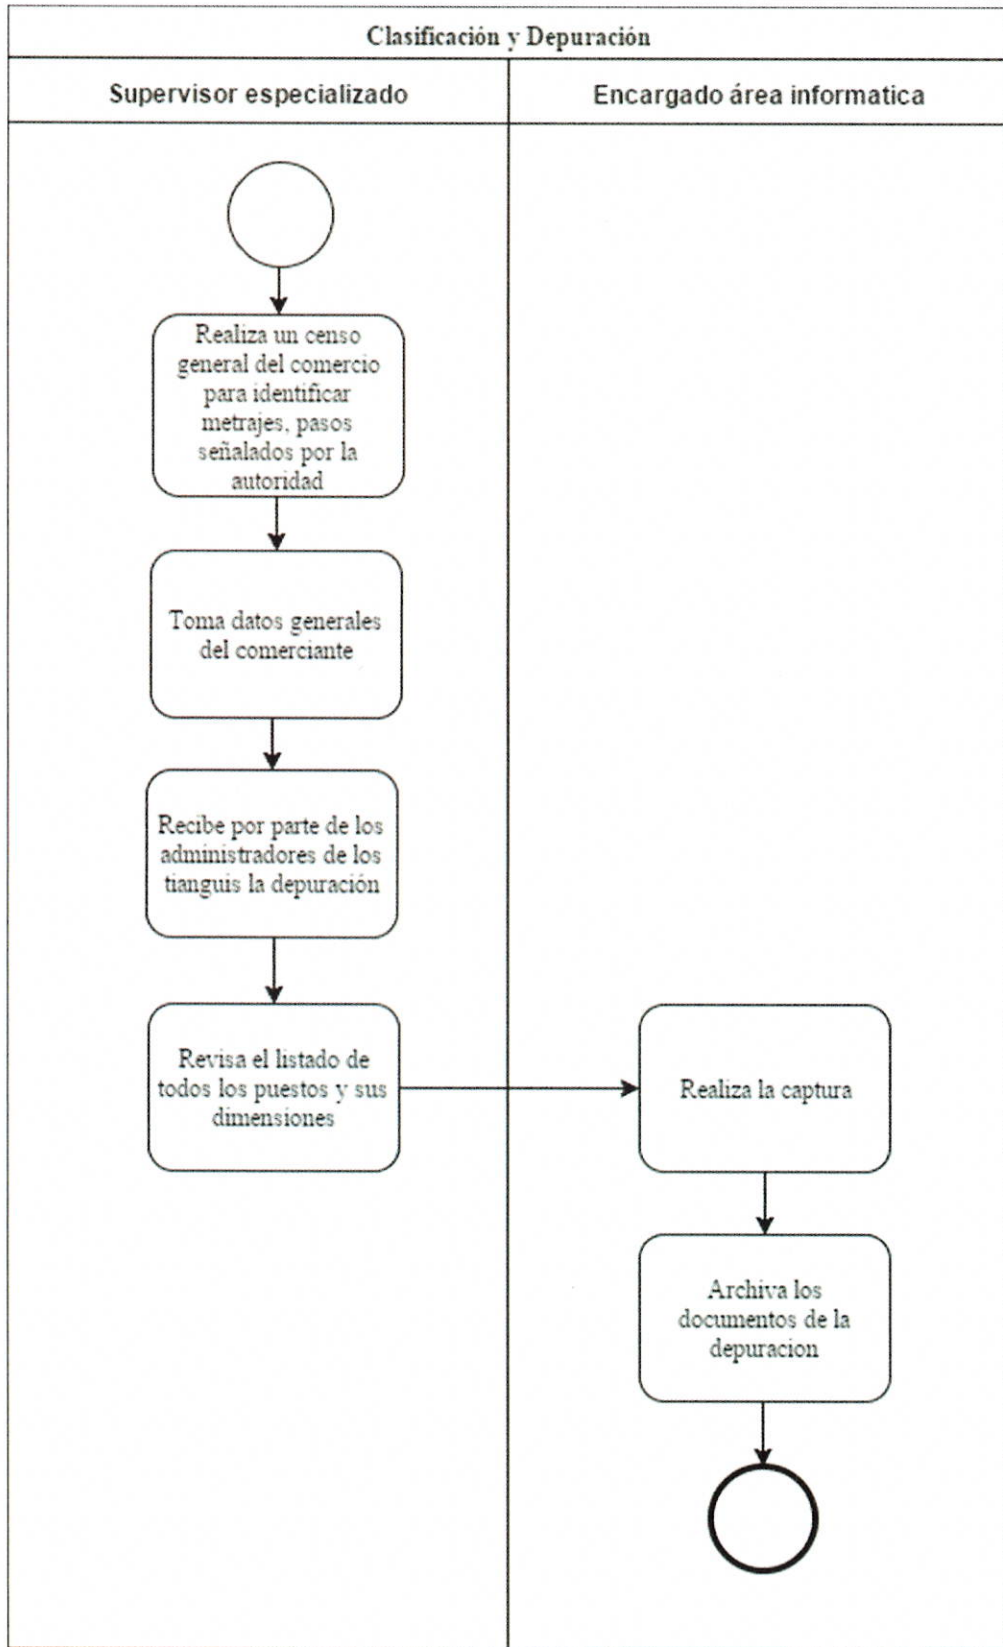 Clasificación y Depuración
Supervisor especializado
Encargado área informatica
Realiza un censo
general del comercio
para identificar
metrajes, pasos
señalados por la
autoridad
Toma datos generales
del comerciante
Recibe por parte de los
administradores de los
tianguis la depuración
Revisa el listado de
todos los puestos y sus
dimensiones
Realiza la captura
Archiva los
documentos de la
depuracion